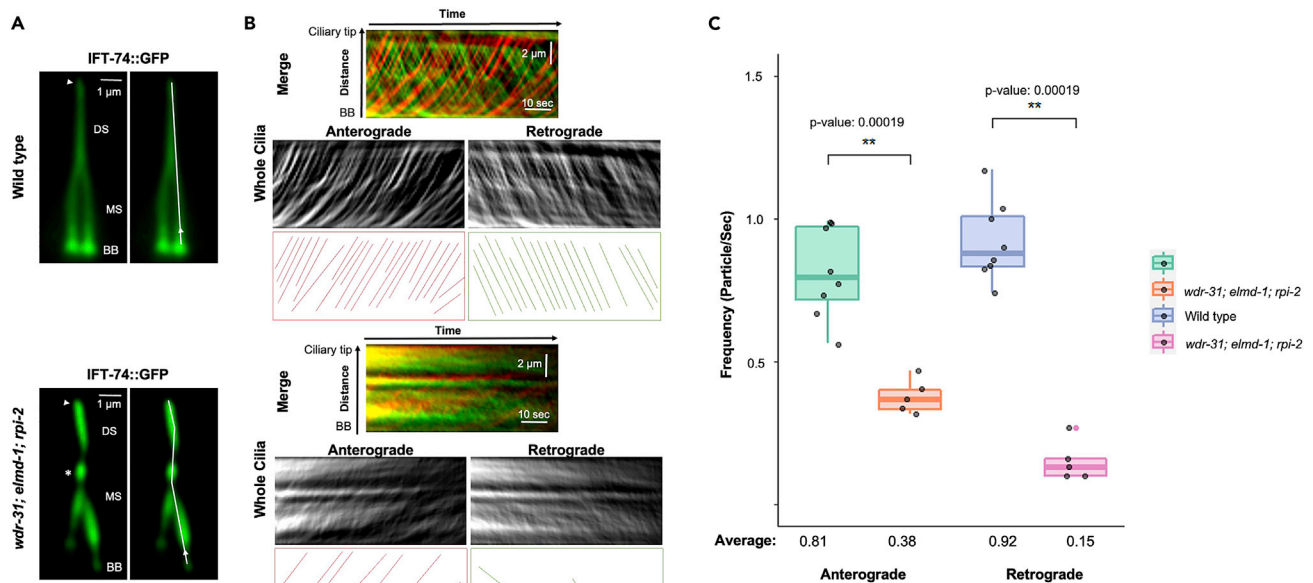 A
IFT-74::GFP
Wild type
1 µm
DS
MS
BB
IFT-74::GFP
wdr-31; elmd-1; rpi-2
1 µm
DS
*
MS
BB
B
Time
Ciliary tip
Merge
Distance
BB
2 µm
10 sec
Anterograde
Retrograde
Whole Cilia
Time
Ciliary tip
Merge
Distance
BB
2 µm
10 sec
Anterograde
Retrograde
Whole Cilia
C
Frequency (Particle/Sec)
1.5
1.0
0.5
p-value: 0.00019
**
p-value: 0.00019
**
Average:
0.81
0.38
0.92
0.15
Anterograde
Retrograde
wdr-31; elmd-1; rpi-2
Wild type
wdr-31; elmd-1; rpi-2